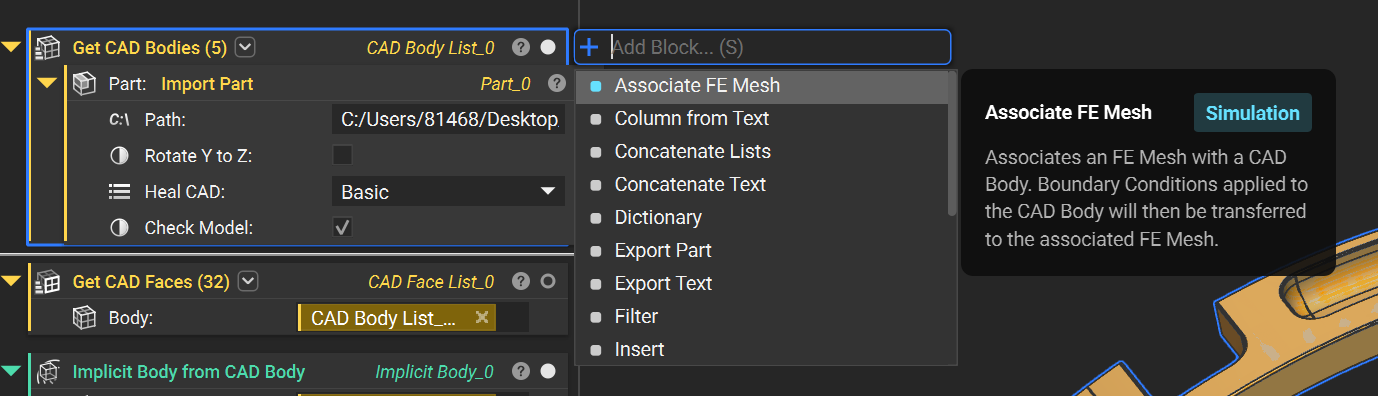 Get CAD Bodies (5) CAD Body List_0 ?
Part: Import Part Part_0 ?
C:\ Path: C:/Users/81468/Desktop
Rotate Y to Z:
Heal CAD: Basic
Check Model:
Get CAD Faces (32) CAD Face List_0 ?
Body: CAD Body List_...
Implicit Body from CAD Body Implicit Body_0 ?
Add Block... (S)
Associate FE Mesh
Column from Text
Concatenate Lists
Concatenate Text
Dictionary
Export Part
Export Text
Filter
Insert
Associate FE Mesh Simulation
Associates an FE Mesh with a CAD
Body. Boundary Conditions applied to
the CAD Body will then be transferred
to the associated FE Mesh.